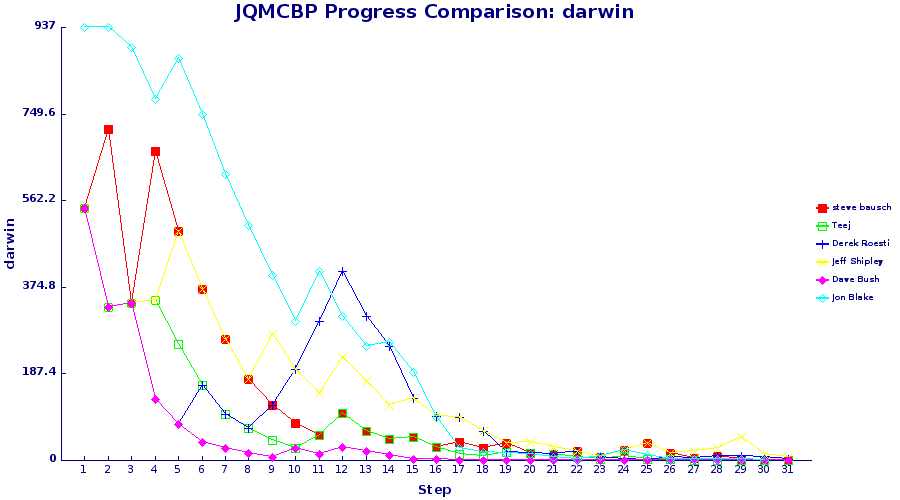 JQMCBP Progress Comparison: darwin
937
749.6
562.2
374.8
187.4
0
darwin
1 2 3 4 5 6 7 8 9 10 11 12 13 14 15 16 17 18 19 20 21 22 23 24 25 26 27 28 29 30 31
Step
steve bausch
Teej
Derek Roesti
Jeff Shipley
Dave Bush
Jon Blake